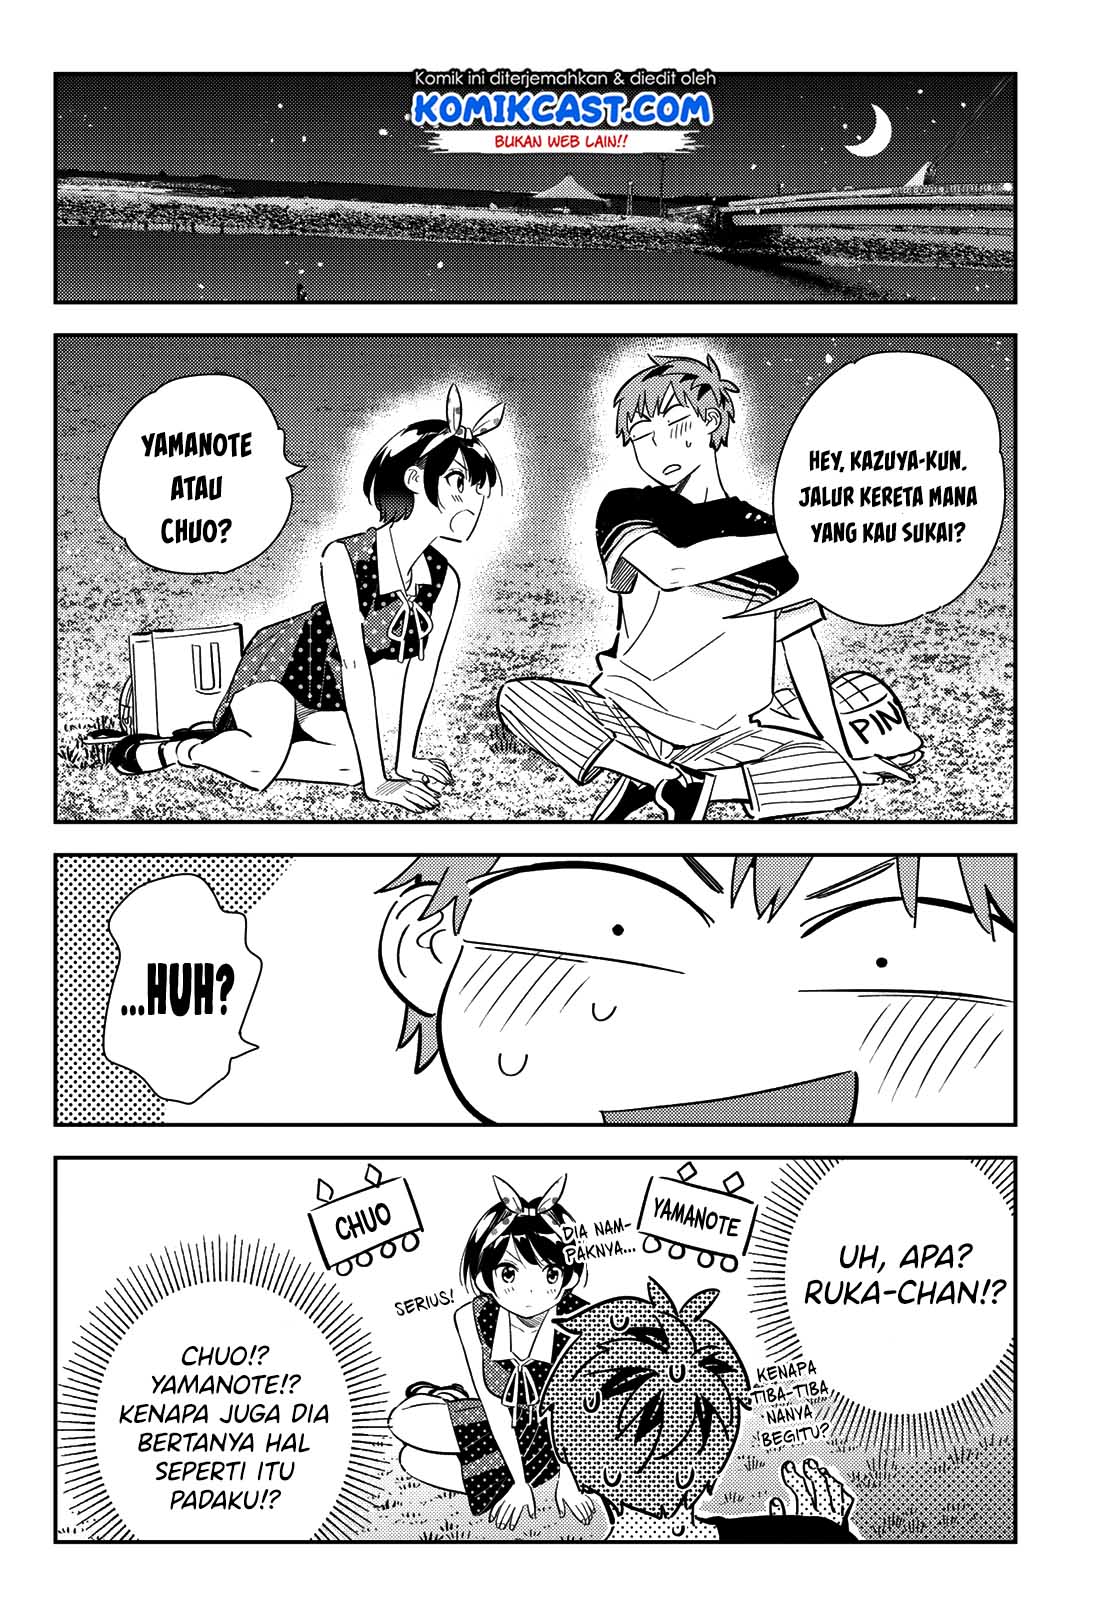 Komik ini diterjemahkan & diedit oleh
KOMIKCAST.COM
BUKAN WEB LAIN!!
HEY, KAZUYA-KUN.
JALUR KERETA MANA
YANG KAU SUKAI?
YAMANOTE
ATAU
CHUO?
PIN
...HUH?
UH, APA?
RUKA-CHAN!?
YAMANOTE
DIA NAM-
PAKNYA...
CHUO
SERIUS!
KENAPA
TIBA-TIBA
NANYA
BEGITU?
CHUO!?
YAMANOTE!?
KENAPA JUGA DIA
BERTANYA HAL
SEPERTI ITU
PADAKU!?